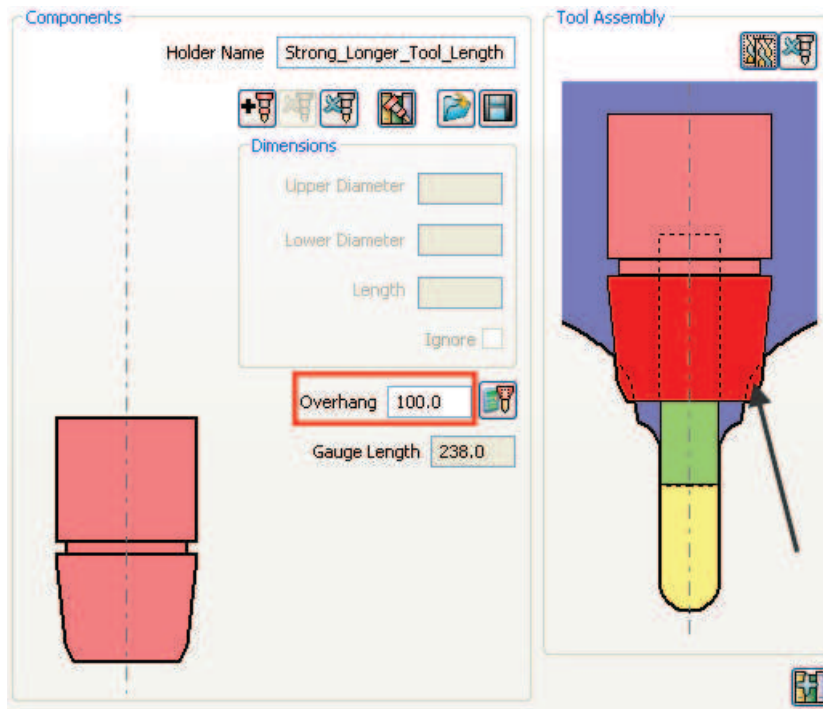 Components
Holder Name Strong_Longer_Tool_Length
Dimensions
Upper Diameter
Lower Diameter
Length
Ignore
Overhang 100.0
Gauge Length 238.0
Tool Assembly